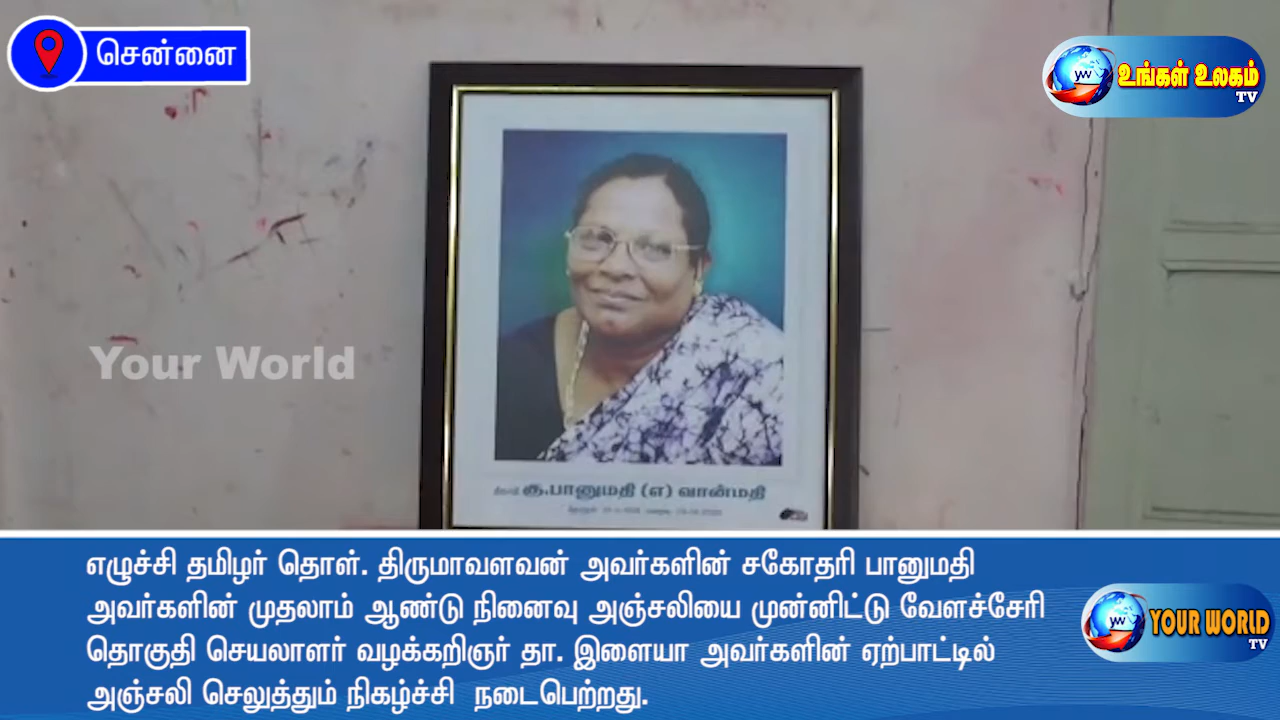 சென்னை
உங்கள் உலகம்
TV
Your World
கு.பானுமதி (எ) வான்மதி
எழுச்சி தமிழர் தொள். திருமாவளவன் அவர்களின் சகோதரி பானுமதி
அவர்களின் முதலாம் ஆண்டு நினைவு அஞ்சலியை முன்னிட்டு வேளச்சேரி
தொகுதி செயலாளர் வழக்கறிஞர் தா. இளையா அவர்களின் ஏற்பாட்டில்
அஞ்சலி செலுத்தும் நிகழ்ச்சி நடைபெற்றது.
YOUR WORLD
TV